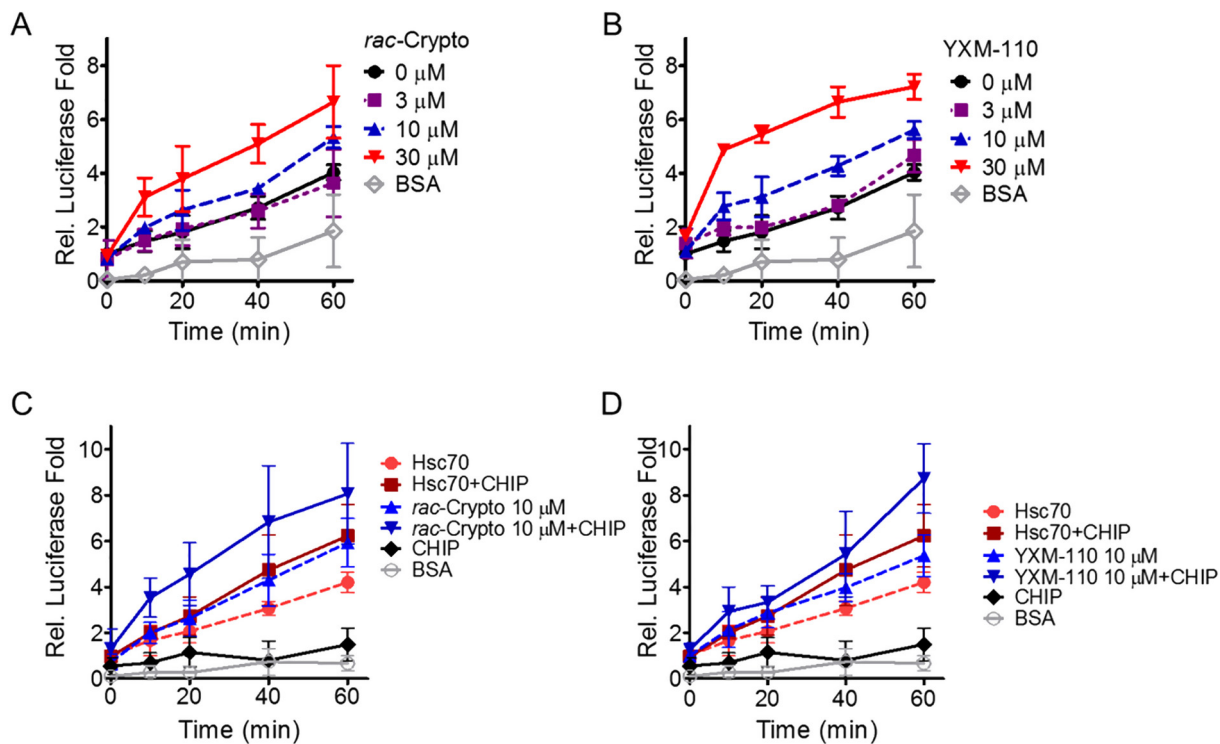 A
rac-Crypto
0 µM
3 µM
10 µM
30 µM
BSA
Rel. Luciferase Fold
8
6
4
2
0
0 20 40 60
Time (min)
B
YXM-110
0 µM
3 µM
10 µM
30 µM
BSA
Rel. Luciferase Fold
8
6
4
2
0
0 20 40 60
Time (min)
C
Hsc70
Hsc70+CHIP
rac-Crypto 10 µM
rac-Crypto 10 µM+CHIP
CHIP
BSA
Rel. Luciferase Fold
10
8
6
4
2
0
0 20 40 60
Time (min)
D
Hsc70
Hsc70+CHIP
YXM-110 10 µM
YXM-110 10 µM+CHIP
CHIP
BSA
Rel. Luciferase Fold
10
8
6
4
2
0
0 20 40 60
Time (min)